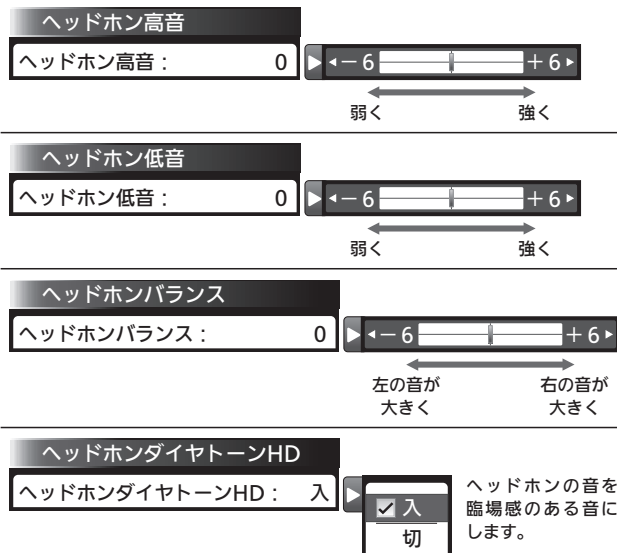 ヘッドホン高音
ヘッドホン高音： 0 －6 ＋6
弱く 強く
ヘッドホン低音
ヘッドホン低音： 0 －6 ＋6
弱く 強く
ヘッドホンバランス
ヘッドホンバランス： 0 －6 ＋6
左の音が 右の音が
大きく 大きく
ヘッドホンダイヤトーンHD
ヘッドホンダイヤトーンHD： 入
入
切
ヘッドホンの音を
臨場感のある音に
します。